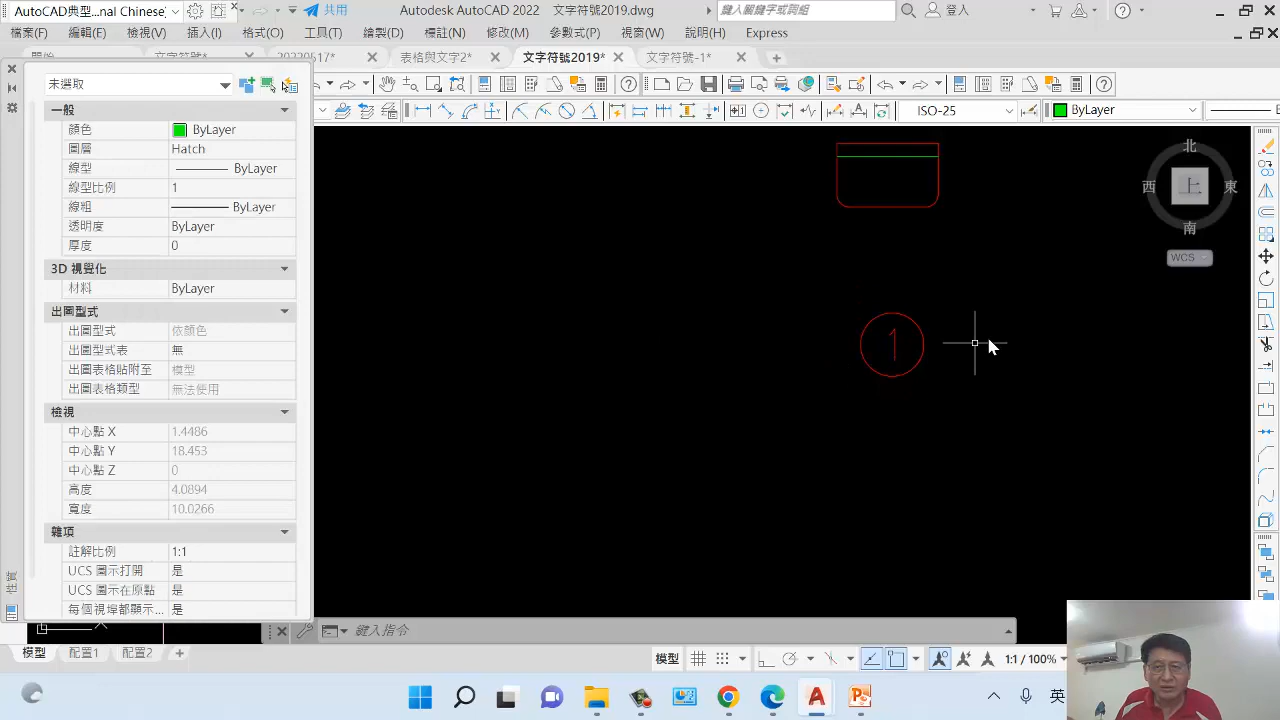 AutoCAD典型...nal Chinese
共用
Autodesk AutoCAD 2022 文字符號2019.dwg
鍵入關鍵字或詞組
登入
檔案(F) 編輯(E) 檢視(V) 插入(I) 格式(O) 工具(T) 繪製(D) 標註(N) 修改(M) 參數式(P) 視窗(W) 說明(H) Express
表格與文字2* 文字符號2019* 文字符號-1*
未選取
ISO-25
ByLayer
一般
顏色 ByLayer
圖層 Hatch
線型 ByLayer
線型比例 1
線粗 ByLayer
透明度 ByLayer
厚度 0
3D 視覺化
材料 ByLayer
出圖型式
出圖型式 依顏色
出圖型式表 無
出圖表格貼附至 模型
出圖表格類型 無法使用
檢視
中心點 X 1.4486
中心點 Y 18.453
中心點 Z 0
高度 4.0894
寬度 10.0266
雜項
註解比例 1:1
UCS 圖示打開 是
UCS 圖示在原點 是
每個視埠都顯示... 是
北
西 上 東
南
WCS
1
鍵入指令
模型 配置1 配置2
模型 1:1 / 100%
英